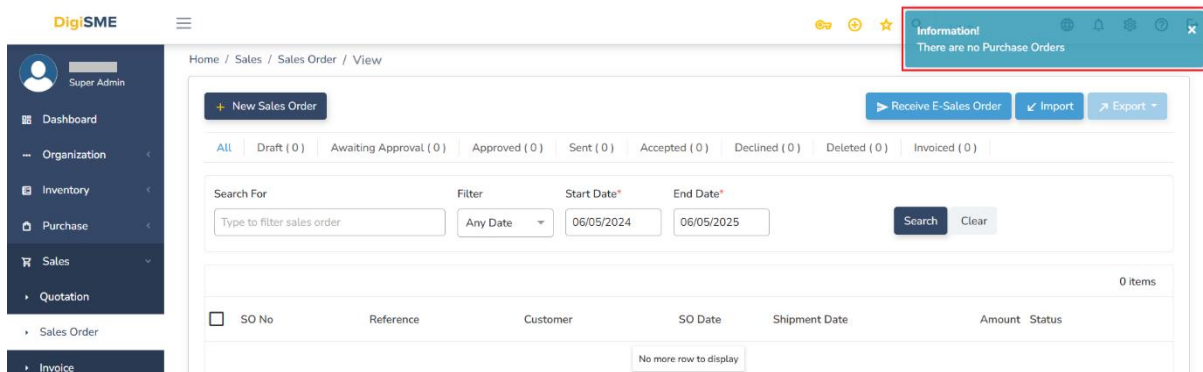 DigiSME
Information!
There are no Purchase Orders
Super Admin
Home / Sales / Sales Order / View
Dashboard
Organization
Inventory
Purchase
Sales
Quotation
Sales Order
Invoice
+ New Sales Order
Receive E-Sales Order
Import
Export
All
Draft ( 0 )
Awaiting Approval ( 0 )
Approved ( 0 )
Sent ( 0 )
Accepted ( 0 )
Declined ( 0 )
Deleted ( 0 )
Invoiced ( 0 )
Search For
Filter
Start Date*
End Date*
Type to filter sales order
Any Date
06/05/2024
06/05/2025
Search
Clear
0 items
SO No
Reference
Customer
SO Date
Shipment Date
Amount
Status
No more row to display